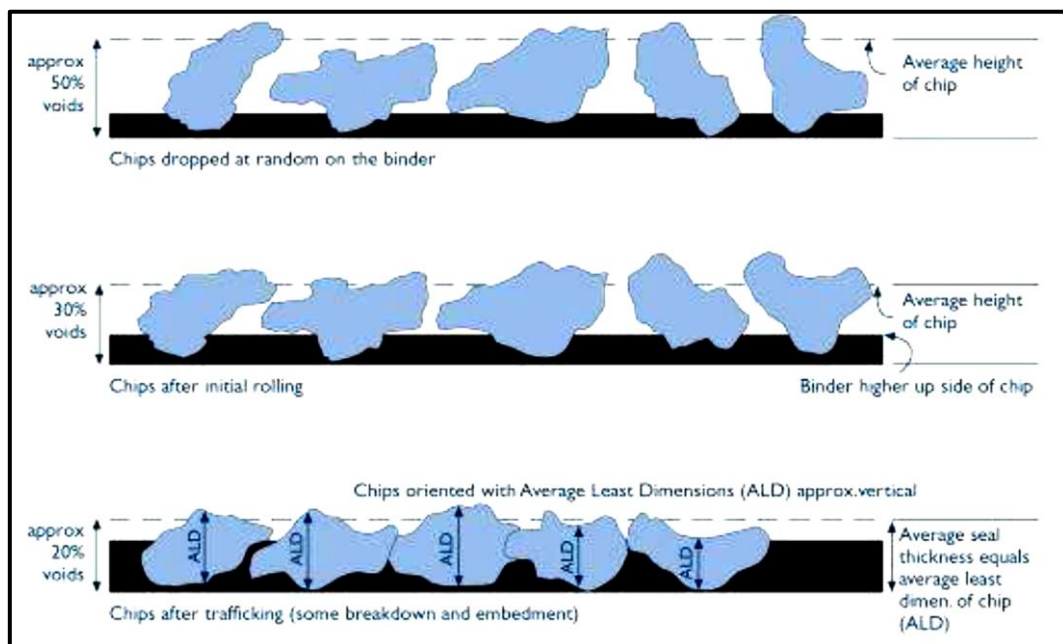 approx
50%
voids
Average height
of chip
Chips dropped at random on the binder
approx
30%
voids
Average height
of chip
Chips after initial rolling
Binder higher up side of chip
Chips oriented with Average Least Dimensions (ALD) approx.vertical
approx
20%
voids
ALD
ALD
ALD
ALD
ALD
Average seal
thickness equals
average least
dimen. of chip
(ALD)
Chips after trafficking (some breakdown and embedment)